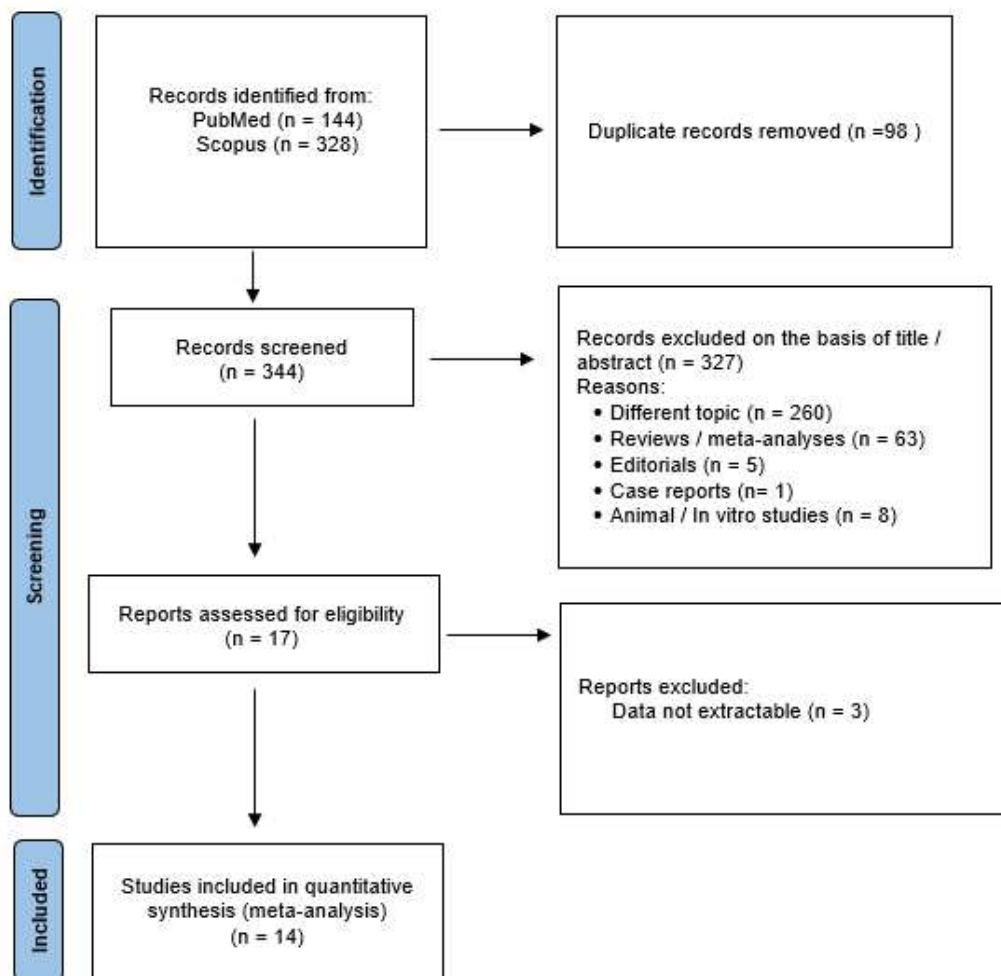 Identification
Records identified from:
PubMed (n = 144)
Scopus (n = 328)
Duplicate records removed (n =98 )
Screening
Records screened
(n = 344)
Records excluded on the basis of title /
abstract (n = 327)
Reasons:
• Different topic (n = 260)
• Reviews / meta-analyses (n = 63)
• Editorials (n = 5)
• Case reports (n= 1)
• Animal / In vitro studies (n = 8)
Reports assessed for eligibility
(n = 17)
Reports excluded:
Data not extractable (n = 3)
Included
Studies included in quantitative
synthesis (meta-analysis)
(n = 14)